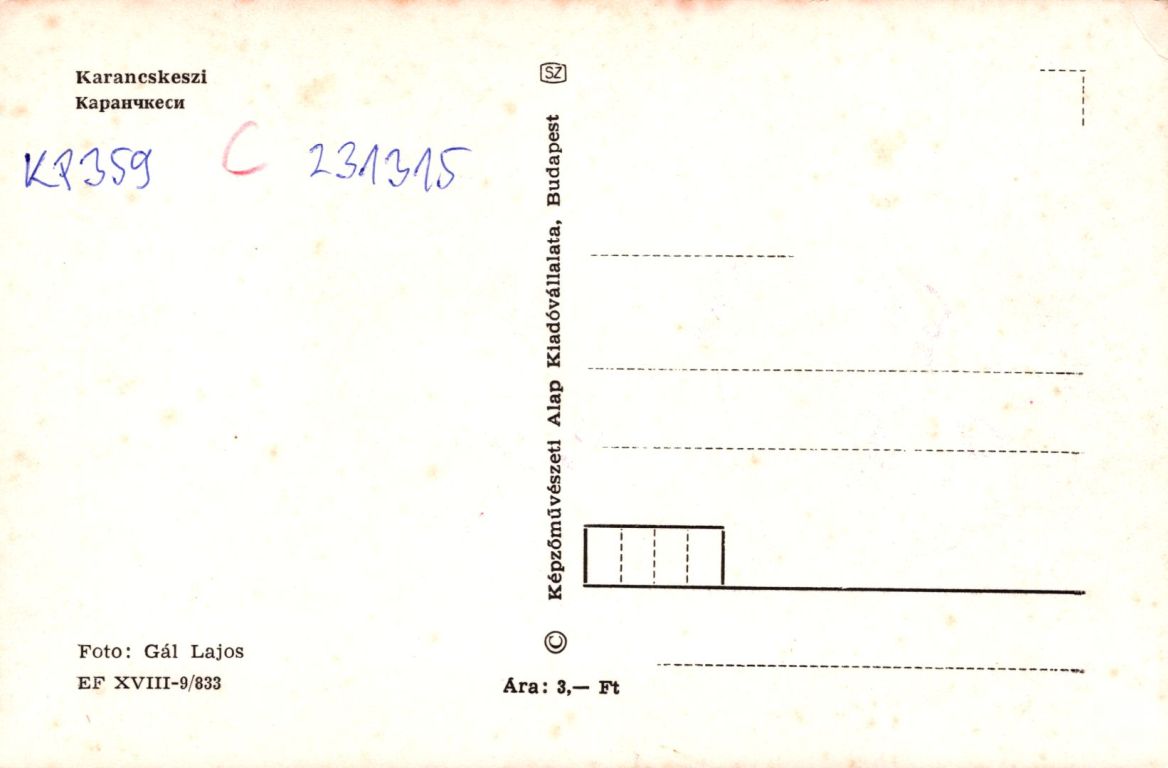 Karancskeszi
Каранчкеси
KP359 C 231315
SZ
Képzőművészeti Alap Kiadóvállalata, Budapest
©
Foto: Gál Lajos
EF XVIII-9/833
Ára: 3,— Ft